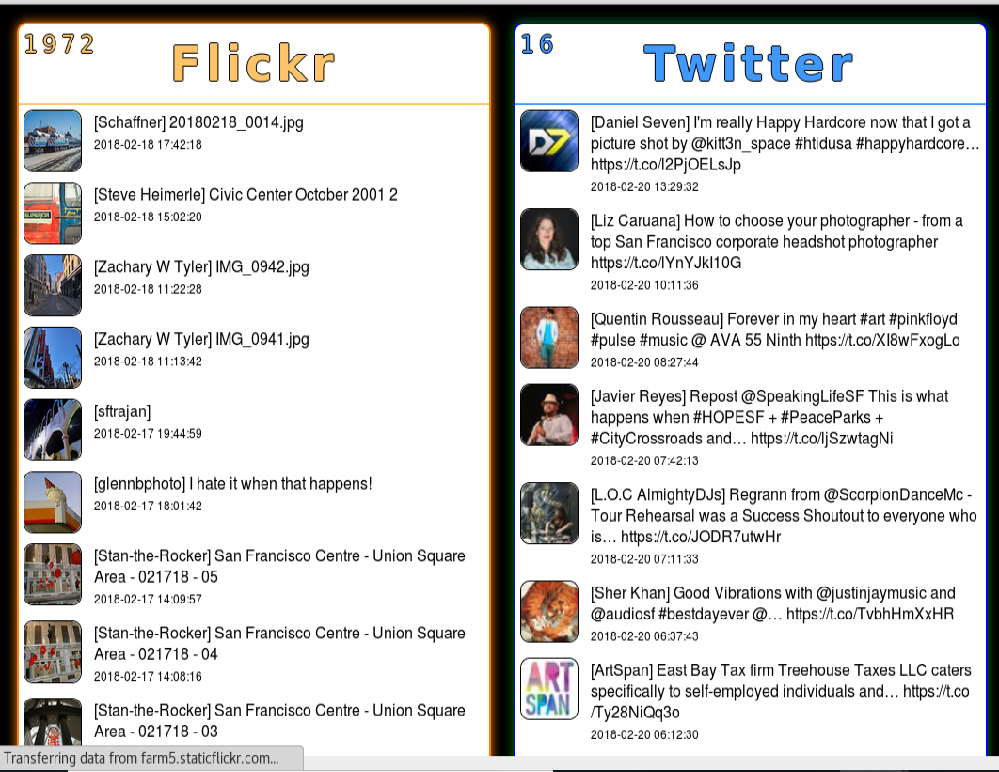 1972
Flickr
[Schaffner] 20180218_0014.jpg
2018-02-18 17:42:18
SUPERIOR
[Steve Heimerle] Civic Center October 2001 2
2018-02-18 15:02:20
[Zachary W Tyler] IMG_0942.jpg
2018-02-18 11:22:28
[Zachary W Tyler] IMG_0941.jpg
2018-02-18 11:13:42
[sftrajan]
2018-02-17 19:44:59
[glennbphoto] I hate it when that happens!
2018-02-17 18:01:42
[Stan-the-Rocker] San Francisco Centre - Union Square
Area - 021718 - 05
2018-02-17 14:09:57
[Stan-the-Rocker] San Francisco Centre - Union Square
Area - 021718 - 04
2018-02-17 14:08:16
[Stan-the-Rocker] San Francisco Centre - Union Square
Area - 021718 - 03
Transferring data from farm5.staticflickr.com...
16
Twitter
D7
[Daniel Seven] I'm really Happy Hardcore now that I got a
picture shot by @kitt3n_space #htidusa #happyhardcore…
https://t.co/l2PjOELsJp
2018-02-20 13:29:32
[Liz Caruana] How to choose your photographer - from a
top San Francisco corporate headshot photographer
https://t.co/lYnYJkI10G
2018-02-20 10:11:36
[Quentin Rousseau] Forever in my heart #art #pinkfloyd
#pulse #music @ AVA 55 Ninth https://t.co/XI8wFxogLo
2018-02-20 08:27:44
[Javier Reyes] Repost @SpeakingLifeSF This is what
happens when #HOPESF + #PeaceParks +
#CityCrossroads and… https://t.co/ljSzwtagNi
2018-02-20 07:42:13
[L.O.C AlmightyDJs] Regrann from @ScorpionDanceMc -
Tour Rehearsal was a Success Shoutout to everyone who
is… https://t.co/JODR7utwHr
2018-02-20 07:11:33
[Sher Khan] Good Vibrations with @justinjaymusic and
@audiosf #bestdayever @… https://t.co/TvbhHmXxHR
2018-02-20 06:37:43
ART
SPAN
[ArtSpan] East Bay Tax firm Treehouse Taxes LLC caters
specifically to self-employed individuals and… https://t.co
/Ty28NiQq3o
2018-02-20 06:12:30